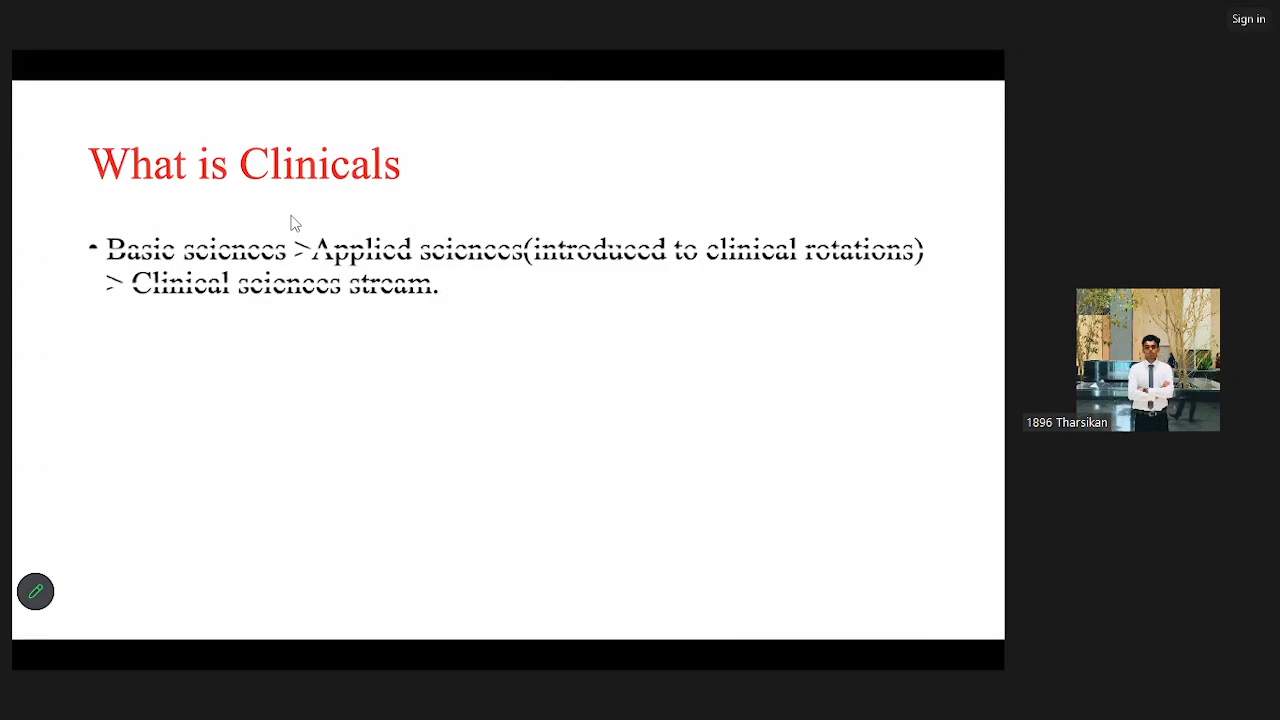 Sign in
What is Clinicals
• Basic sciences >Applied sciences(introduced to clinical rotations)
> Clinical sciences stream.
1896 Tharsikan